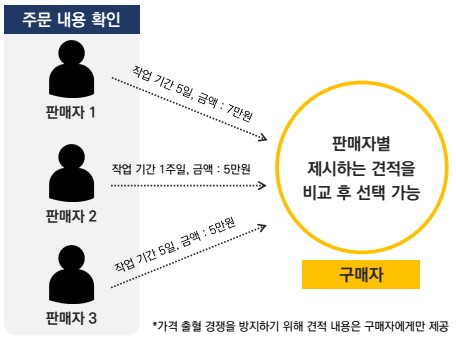 주문 내용 확인
판매자 1
작업 기간 5일, 금액 : 7만원
판매자 2
작업 기간 1주일, 금액 : 5만원
판매자 3
작업 기간 5일, 금액 : 5만원
판매자별
제시하는 견적을
비교 후 선택 가능
구매자
*가격 출혈 경쟁을 방지하기 위해 견적 내용은 구매자에게만 제공